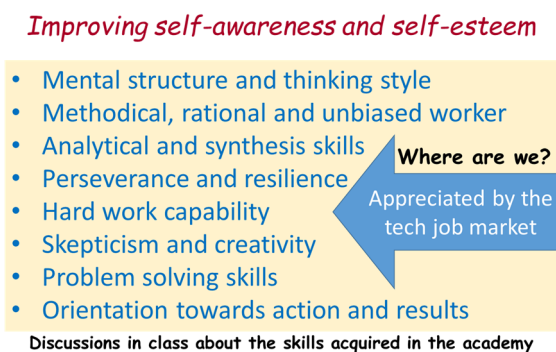 Improving self-awareness and self-esteem
• Mental structure and thinking style
• Methodical, rational and unbiased worker
• Analytical and synthesis skills
• Perseverance and resilience
• Hard work capability
• Skepticism and creativity
• Problem solving skills
• Orientation towards action and results
Where are we?
Appreciated by the
tech job market
Discussions in class about the skills acquired in the academy